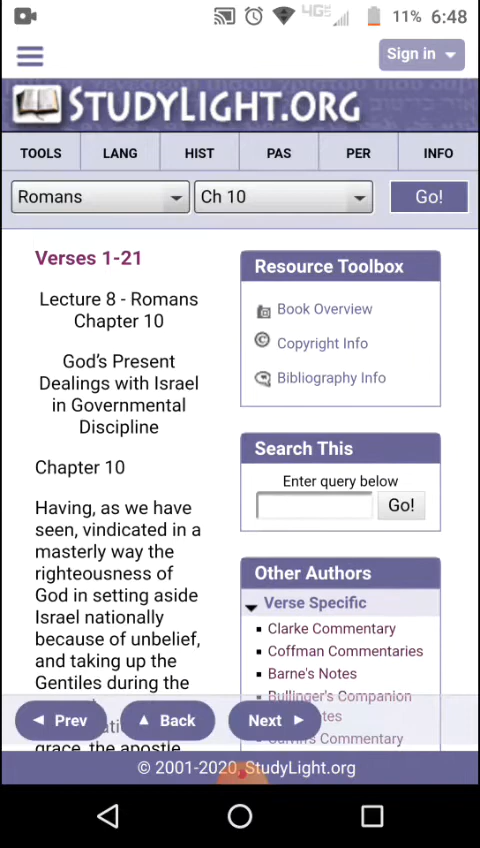 4G
11% 6:48
Sign in
STUDYLIGHT.ORG
TOOLS LANG HIST PAS PER INFO
Romans Ch 10 Go!
Verses 1-21
Lecture 8 - Romans
Chapter 10
God's Present
Dealings with Israel
in Governmental
Discipline
Chapter 10
Having, as we have
seen, vindicated in a
masterly way the
righteousness of
God in setting aside
Israel nationally
because of unbelief,
and taking up the
Gentiles during the
grace, the apostle
Resource Toolbox
Book Overview
Copyright Info
Bibliography Info
Search This
Enter query below
Go!
Other Authors
Verse Specific
Clarke Commentary
Coffman Commentaries
Barne's Notes
Bullinger's Companion
Commentary
Prev Back Next
© 2001-2020, StudyLight.org